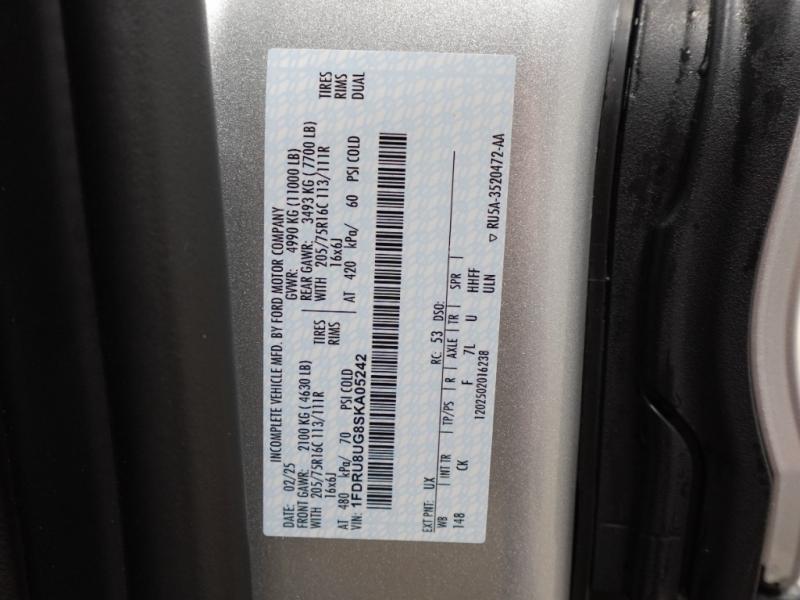 INCOMPLETE VEHICLE MFD. BY FORD MOTOR COMPANY
DATE: 02/25 GVWR: 4990 KG (11000 LB)
FRONT GAWR: 2100 KG ( 4630 LB) REAR GAWR: 3493 KG ( 7700 LB)
WITH 205/75R16C 113/111R TIRES WITH 205/75R16C 113/111R TIRES
16x6J RIMS 16x6J RIMS
AT 480 kPa/ 70 PSI COLD AT 420 kPa/ 60 PSI COLD DUAL
VIN: 1FDRU8UG8SKA05242
EXT PNT: UX RC: 53 DSO:
WB INT TR TP/PS R AXLE TR SPR
148 CK F 7L U HHFF
ULN
1202502016238
▽ RU5A-3520472-AA